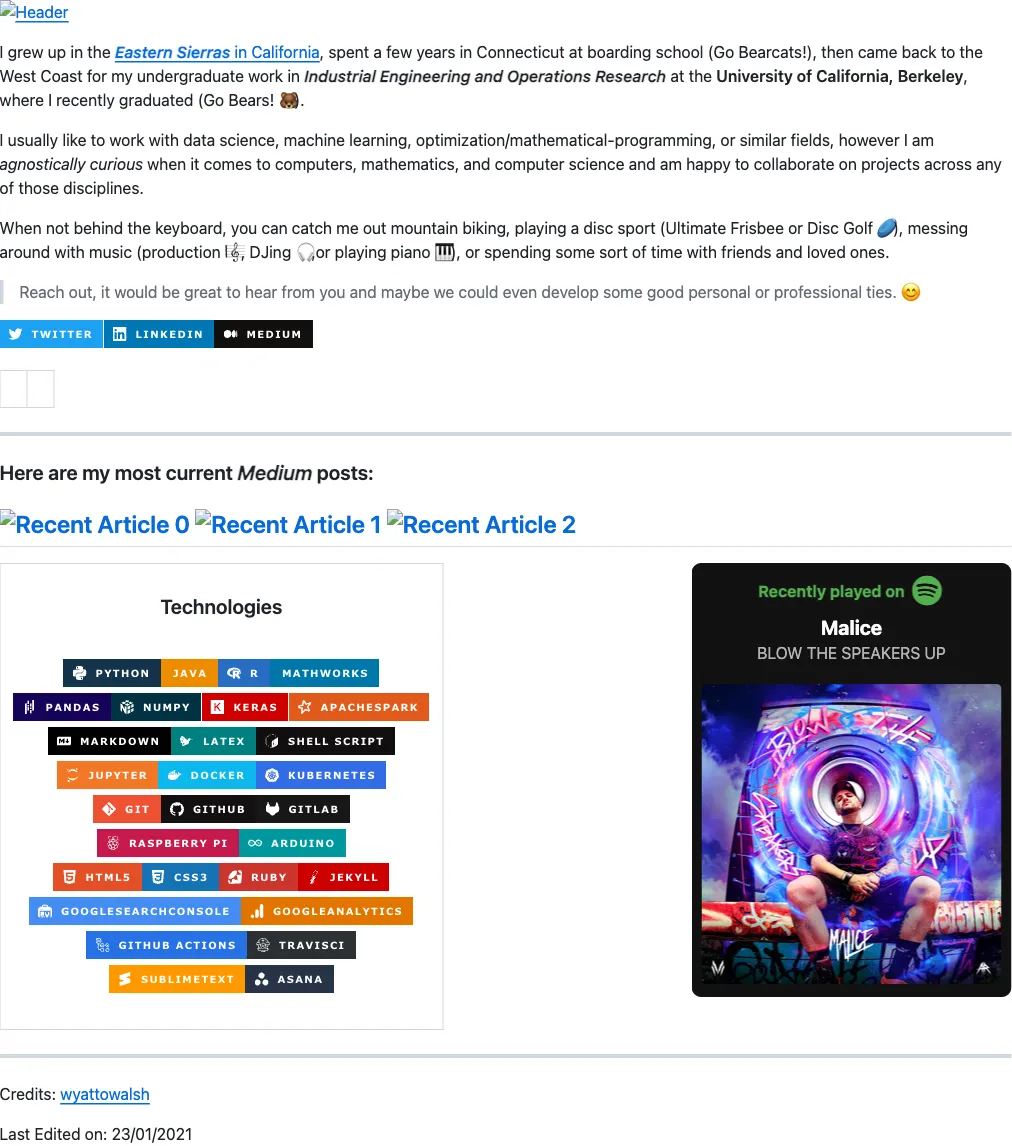 Header
I grew up in the Eastern Sierras in California, spent a few years in Connecticut at boarding school (Go Bearcats!), then came back to the
West Coast for my undergraduate work in Industrial Engineering and Operations Research at the University of California, Berkeley,
where I recently graduated (Go Bears! 🐻).
I usually like to work with data science, machine learning, optimization/mathematical-programming, or similar fields, however I am
agnostically curious when it comes to computers, mathematics, and computer science and am happy to collaborate on projects across any
of those disciplines.
When not behind the keyboard, you can catch me out mountain biking, playing a disc sport (Ultimate Frisbee or Disc Golf 🥏), messing
around with music (production 🎼, DJing 🎧 or playing piano 🎹), or spending some sort of time with friends and loved ones.
Reach out, it would be great to hear from you and maybe we could even develop some good personal or professional ties. 😊
TWITTER LINKEDIN MEDIUM
Here are my most current Medium posts:
Recent Article 0 Recent Article 1 Recent Article 2
Technologies
PYTHON JAVA R MATHWORKS
PANDAS NUMPY KERAS APACHESPARK
MARKDOWN LATEX SHELL SCRIPT
JUPYTER DOCKER KUBERNETES
GIT GITHUB GITLAB
RASPBERRY PI ARDUINO
HTML5 CSS3 RUBY JEKYLL
GOOGLESEARCHCONSOLE GOOGLEANALYTICS
GITHUB ACTIONS TRAVISCI
SUBLIMETEXT ASANA
Recently played on
Malice
BLOW THE SPEAKERS UP
BLOW THE
SPEAKERS
MALICE
Credits: wyattowalsh
Last Edited on: 23/01/2021